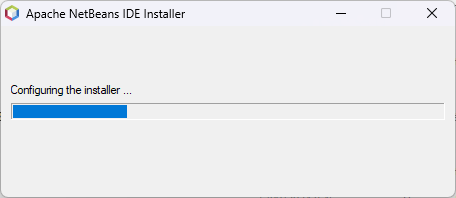 Apache NetBeans IDE Installer
Configuring the installer ...